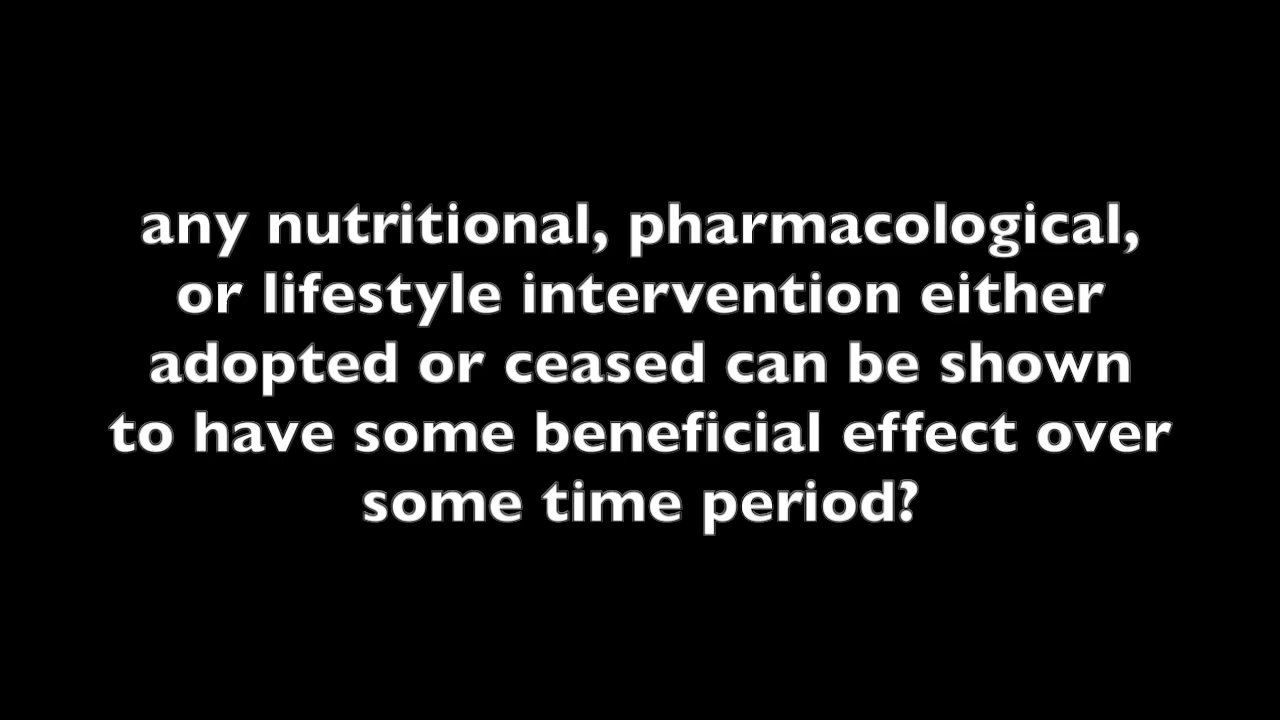 any nutritional, pharmacological,
or lifestyle intervention either
adopted or ceased can be shown
to have some beneficial effect over
some time period?